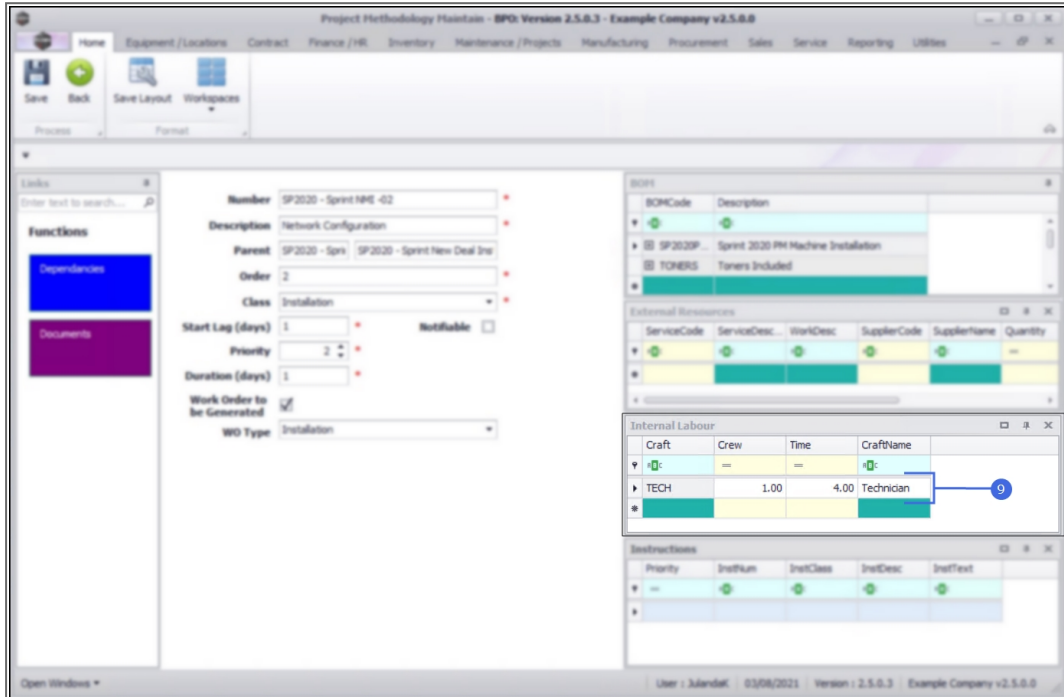 Project Methodology Maintain - BPO: Version 2.5.0.3 - Example Company v2.5.0.0
Home Equipment / Locations Contract Finance / HR Inventory Maintenance / Projects Manufacturing Procurement Sales Service Reporting Utilities
Save Back Save Layout Workspaces
Process Format
Links
Enter text to search...
Functions
Dependancies
Documents
Number SP2020 - Sprint NMI -02 *
Description Network Configuration *
Parent SP2020 - Spri SP2020 - Sprint New Deal Ins
Order 2 *
Class Installation *
Start Lag (days) 1 * Notifiable
Priority 2 *
Duration (days) 1 *
Work Order to
be Generated
WO Type Installation
BOM
BOMCode Description
SP2020P... Sprint 2020 PM Machine Installation
TONERS Toners Included
External Resources
ServiceCode ServiceDesc... WorkDesc SupplierCode SupplierName Quantity
=
Internal Labour
Craft Crew Time CraftName
ABC = = ABC
TECH 1.00 4.00 Technician
9
Instructions
Priority InstNum InstClass InstDesc InstText
=
Open Windows User : JulandaK 03/08/2021 Version : 2.5.0.3 Example Company v2.5.0.0